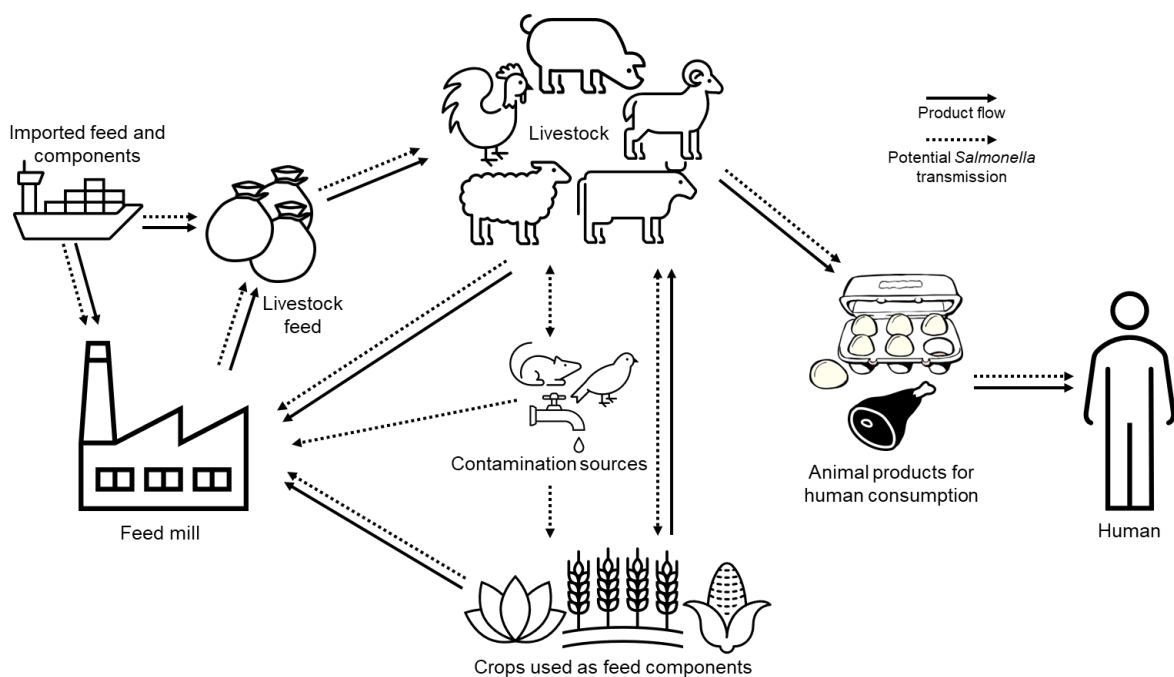 Imported feed and
components
Livestock
Product flow
Potential Salmonella
transmission
Livestock
feed
Contamination sources
Feed mill
Animal products for
human consumption
Human
Crops used as feed components